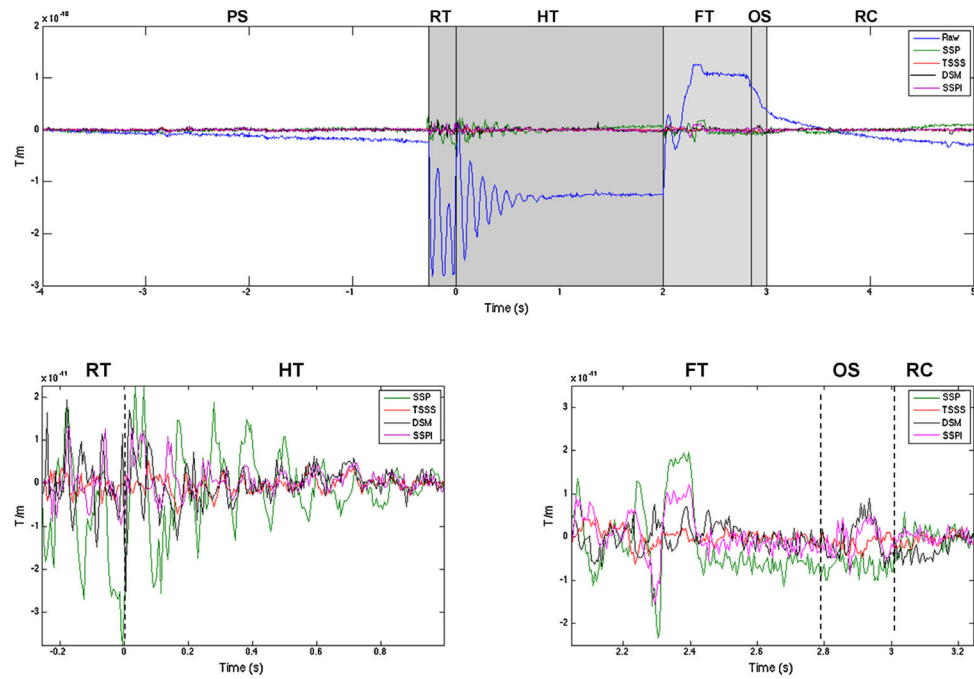 PS RT HT FT OS RC
x 10⁻¹⁰
2
1
0
-1
-2
-3
T/m
-4 -3 -2 -1 0 1 2 3 4 5
Time (s)
Raw
SSP
TSSS
DSM
SSPI
RT HT
x 10⁻¹¹
2
1
0
-1
-2
-3
T/m
-0.2 0 0.2 0.4 0.6 0.8
Time (s)
SSP
TSSS
DSM
SSPI
FT OS RC
x 10⁻¹¹
3
2
1
0
-1
-2
T/m
2.2 2.4 2.6 2.8 3 3.2
Time (s)
SSP
TSSS
DSM
SSPI